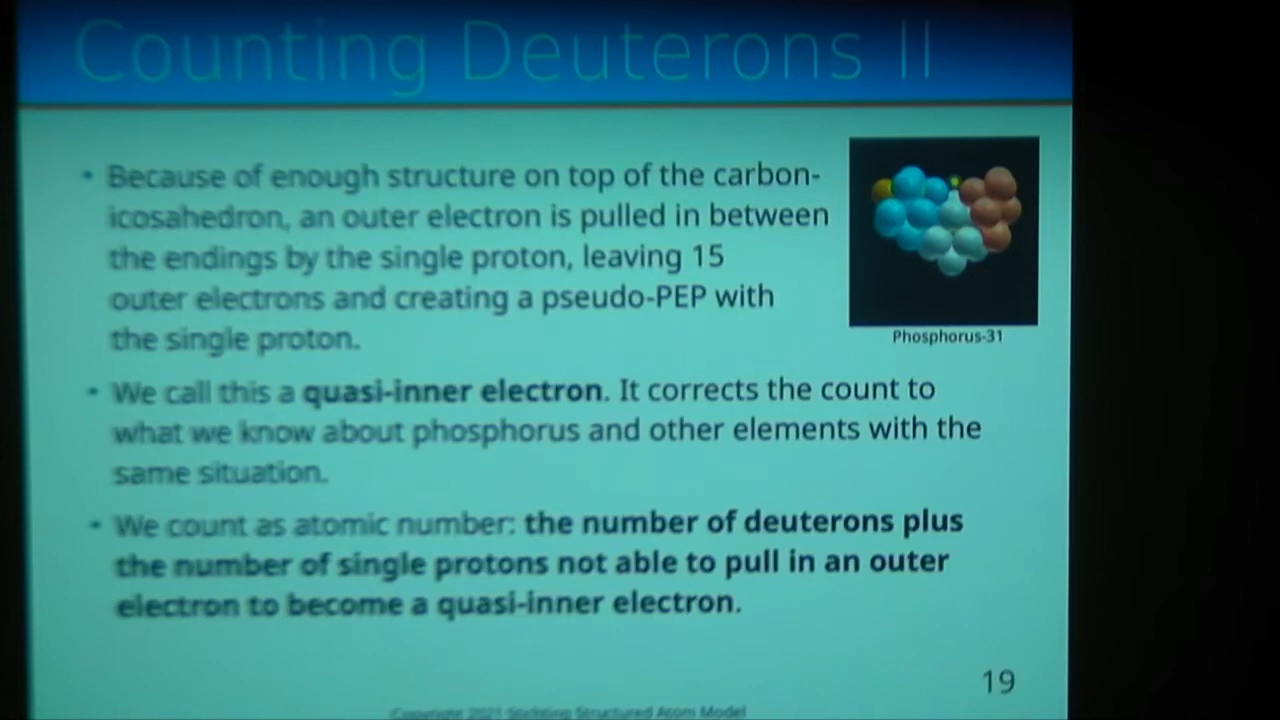 Counting Deuterons II
• Because of enough structure on top of the carbon-
icosahedron, an outer electron is pulled in between
the endings by the single proton, leaving 15
outer electrons and creating a pseudo-PEP with
the single proton.
Phosphorus-31
• We call this a quasi-inner electron. It corrects the count to
what we know about phosphorus and other elements with the
same situation.
• We count as atomic number: the number of deuterons plus
the number of single protons not able to pull in an outer
electron to become a quasi-inner electron.
19
Copyright 2021 Stichting Structured Atom Model